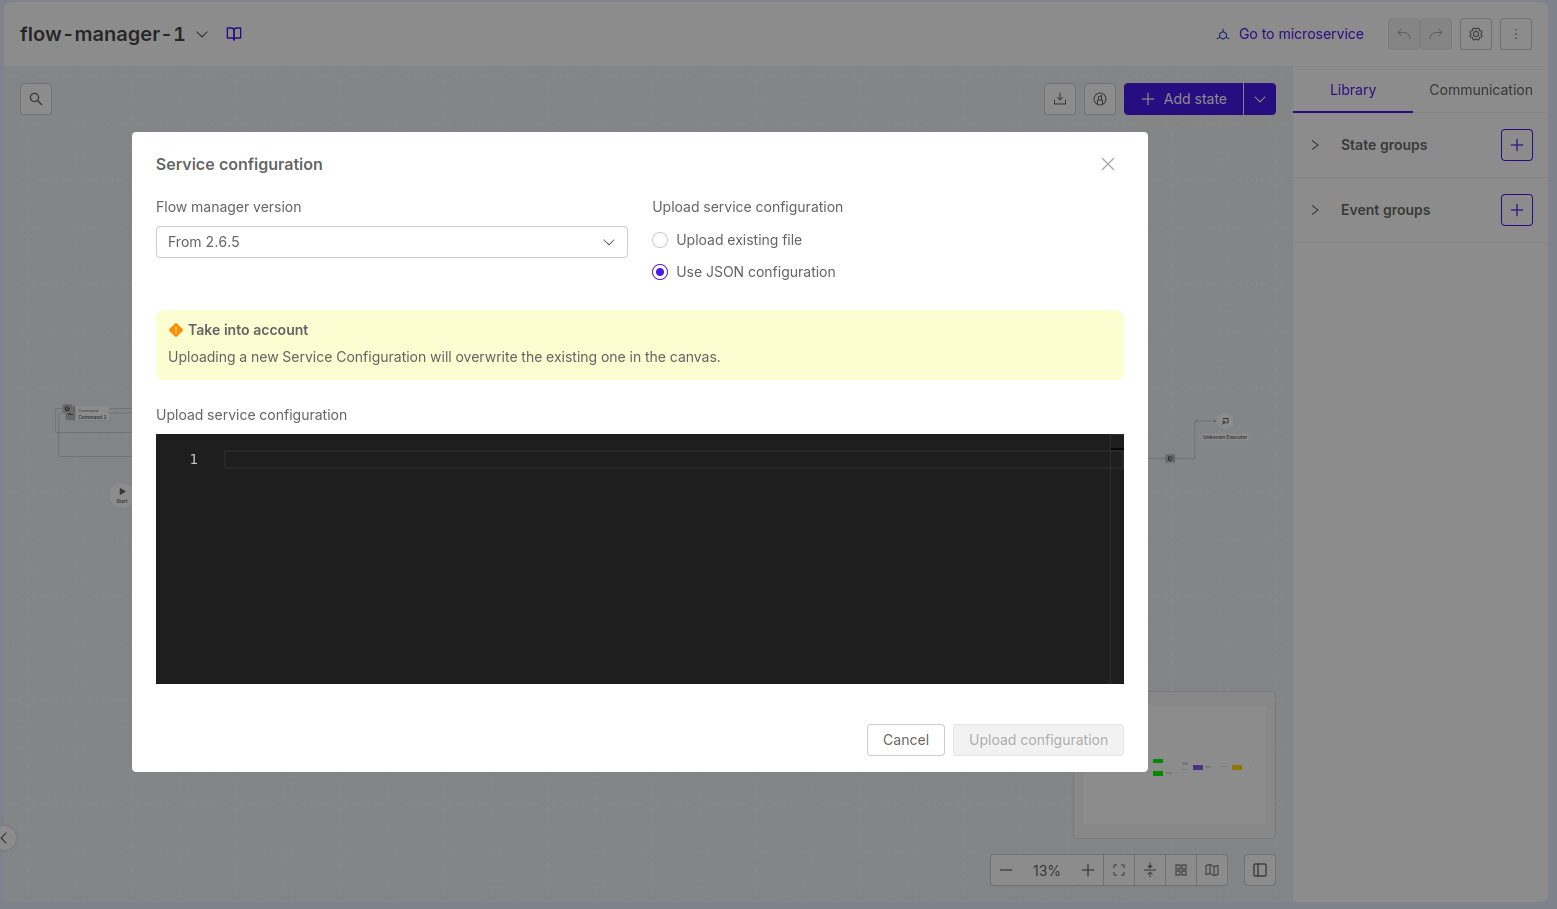 flow-manager-1
Go to microservice
Add state
Library
Communication
State groups
Event groups
Service configuration
Flow manager version
From 2.6.5
Upload service configuration
Upload existing file
Use JSON configuration
Take into account
Uploading a new Service Configuration will overwrite the existing one in the canvas.
Upload service configuration
1
Command
Command 1
Start
Unknown Executor
Cancel
Upload configuration
13%